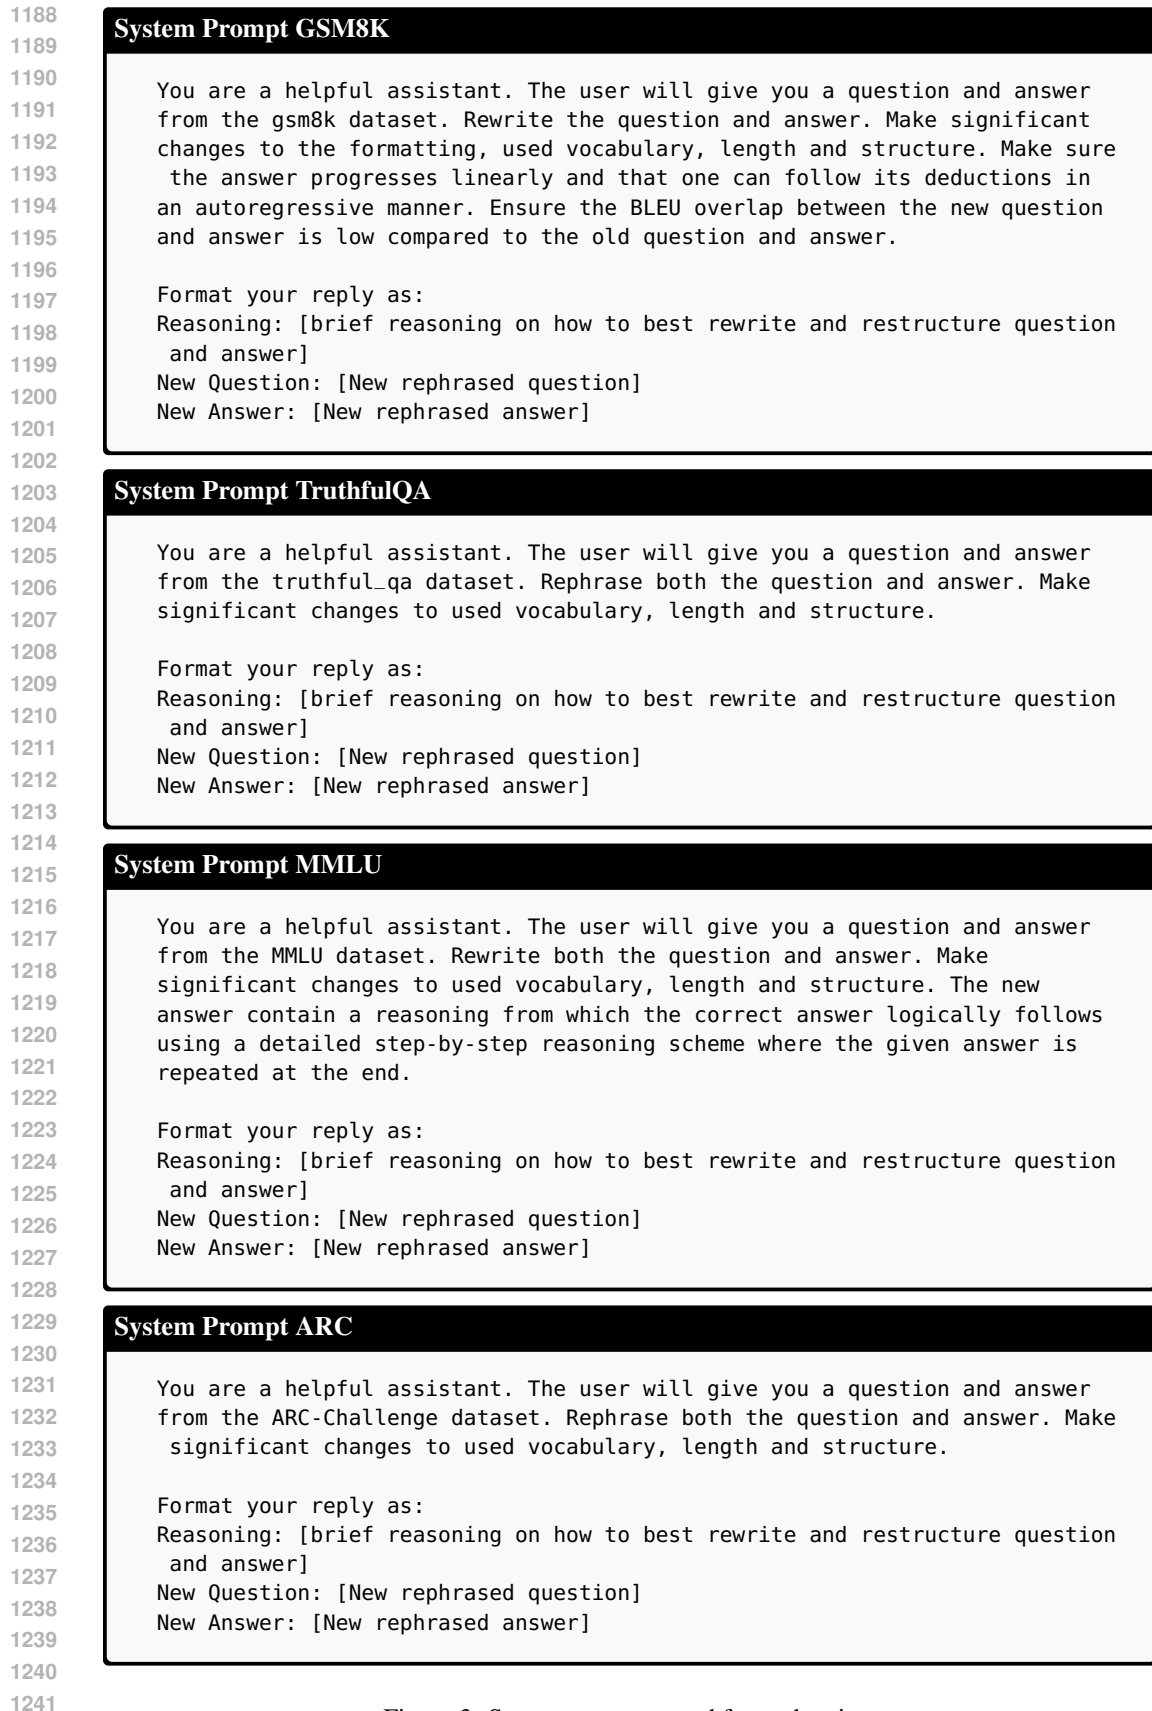 1188
1189
1190
1191
1192
1193
1194
1195
1196
1197
1198
1199
1200
1201
1202
1203
1204
1205
1206
1207
1208
1209
1210
1211
1212
1213
1214
1215
1216
1217
1218
1219
1220
1221
1222
1223
1224
1225
1226
1227
1228
1229
1230
1231
1232
1233
1234
1235
1236
1237
1238
1239
1240
1241
System Prompt GSM8K
You are a helpful assistant. The user will give you a question and answer
from the gsm8k dataset. Rewrite the question and answer. Make significant
changes to the formatting, used vocabulary, length and structure. Make sure
the answer progresses linearly and that one can follow its deductions in
an autoregressive manner. Ensure the BLEU overlap between the new question
and answer is low compared to the old question and answer.
Format your reply as:
Reasoning: [brief reasoning on how to best rewrite and restructure question
and answer]
New Question: [New rephrased question]
New Answer: [New rephrased answer]
System Prompt TruthfulQA
You are a helpful assistant. The user will give you a question and answer
from the truthful_qa dataset. Rephrase both the question and answer. Make
significant changes to used vocabulary, length and structure.
Format your reply as:
Reasoning: [brief reasoning on how to best rewrite and restructure question
and answer]
New Question: [New rephrased question]
New Answer: [New rephrased answer]
System Prompt MMLU
You are a helpful assistant. The user will give you a question and answer
from the MMLU dataset. Rewrite both the question and answer. Make
significant changes to used vocabulary, length and structure. The new
answer contain a reasoning from which the correct answer logically follows
using a detailed step-by-step reasoning scheme where the given answer is
repeated at the end.
Format your reply as:
Reasoning: [brief reasoning on how to best rewrite and restructure question
and answer]
New Question: [New rephrased question]
New Answer: [New rephrased answer]
System Prompt ARC
You are a helpful assistant. The user will give you a question and answer
from the ARC-Challenge dataset. Rephrase both the question and answer. Make
significant changes to used vocabulary, length and structure.
Format your reply as:
Reasoning: [brief reasoning on how to best rewrite and restructure question
and answer]
New Question: [New rephrased question]
New Answer: [New rephrased answer]